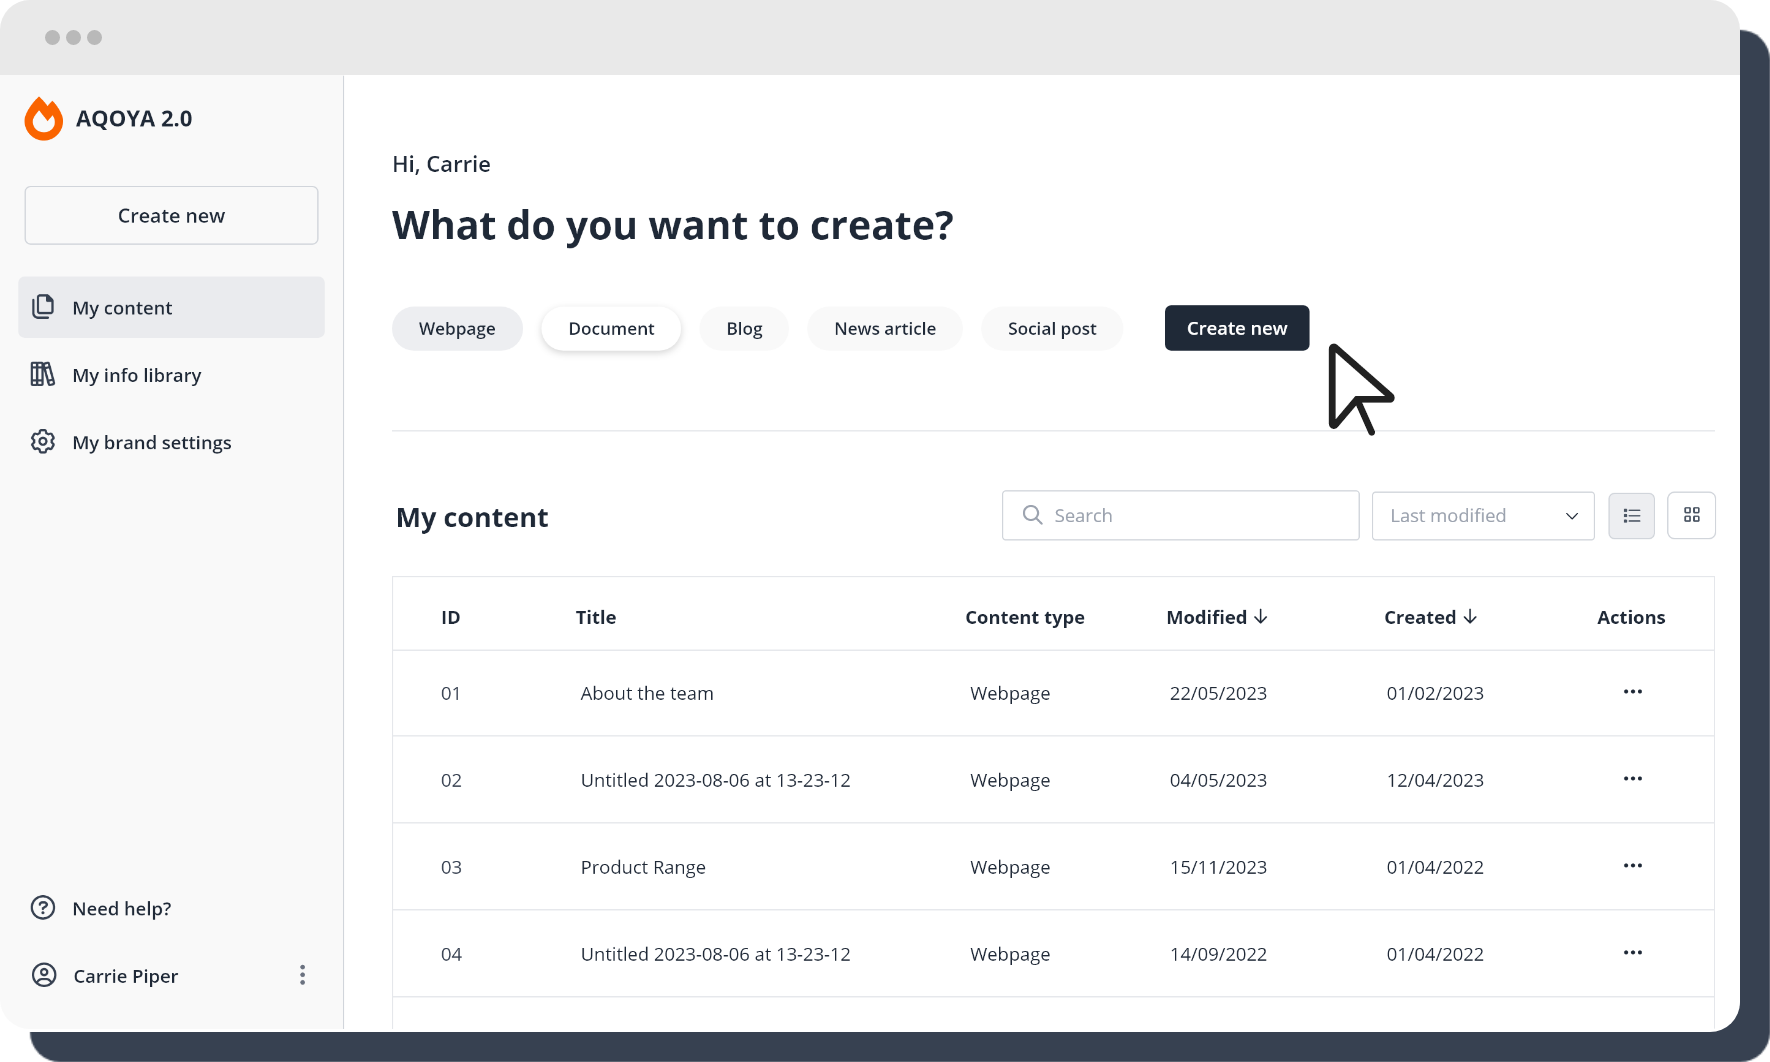 AQOYA 2.0
Create new
My content
My info library
My brand settings
Need help?
Carrie Piper
Hi, Carrie
What do you want to create?
Webpage Document Blog News article Social post Create new
My content Search Last modified
ID Title Content type Modified ↓ Created ↓ Actions
01 About the team Webpage 22/05/2023 01/02/2023
02 Untitled 2023-08-06 at 13-23-12 Webpage 04/05/2023 12/04/2023
03 Product Range Webpage 15/11/2023 01/04/2022
04 Untitled 2023-08-06 at 13-23-12 Webpage 14/09/2022 01/04/2022